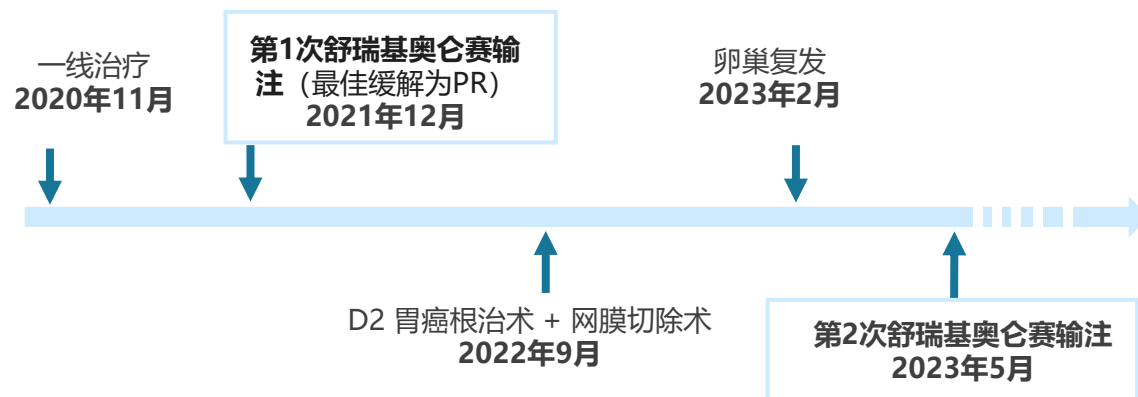 一线治疗
2020年11月
第1次舒瑞基奥仑赛输
注（最佳缓解为PR）
2021年12月
卵巢复发
2023年2月
D2 胃癌根治术 + 网膜切除术
2022年9月
第2次舒瑞基奥仑赛输注
2023年5月